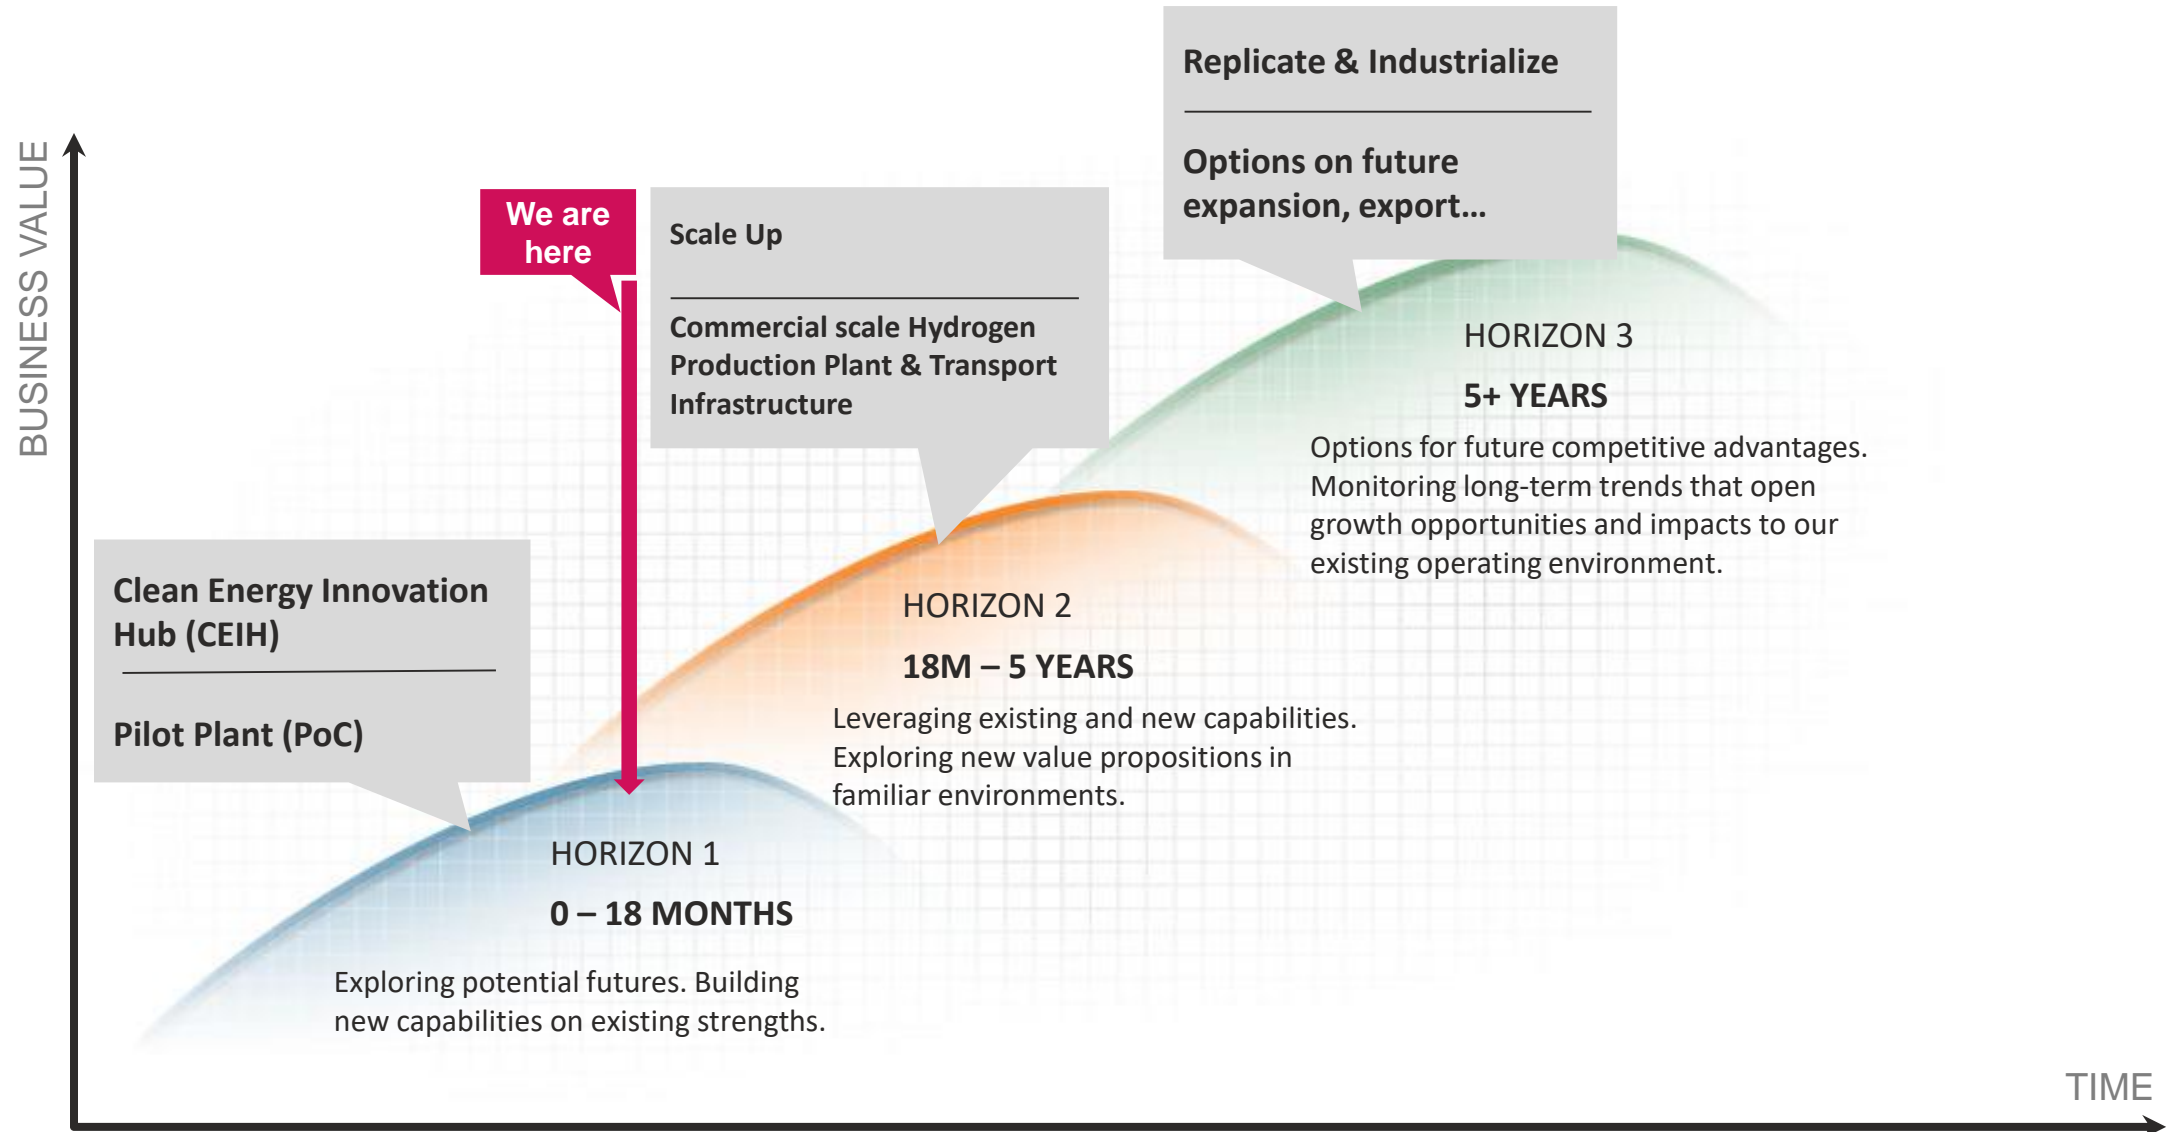 Replicate & Industrialize
Options on future
expansion, export...
BUSINESS VALUE
We are
here
Scale Up
Commercial scale Hydrogen
Production Plant & Transport
Infrastructure
HORIZON 3
5+ YEARS
Options for future competitive advantages.
Monitoring long-term trends that open
growth opportunities and impacts to our
existing operating environment.
Clean Energy Innovation
Hub (CEIH)
Pilot Plant (PoC)
HORIZON 2
18M – 5 YEARS
Leveraging existing and new capabilities.
Exploring new value propositions in
familiar environments.
HORIZON 1
0 – 18 MONTHS
Exploring potential futures. Building
new capabilities on existing strengths.
TIME